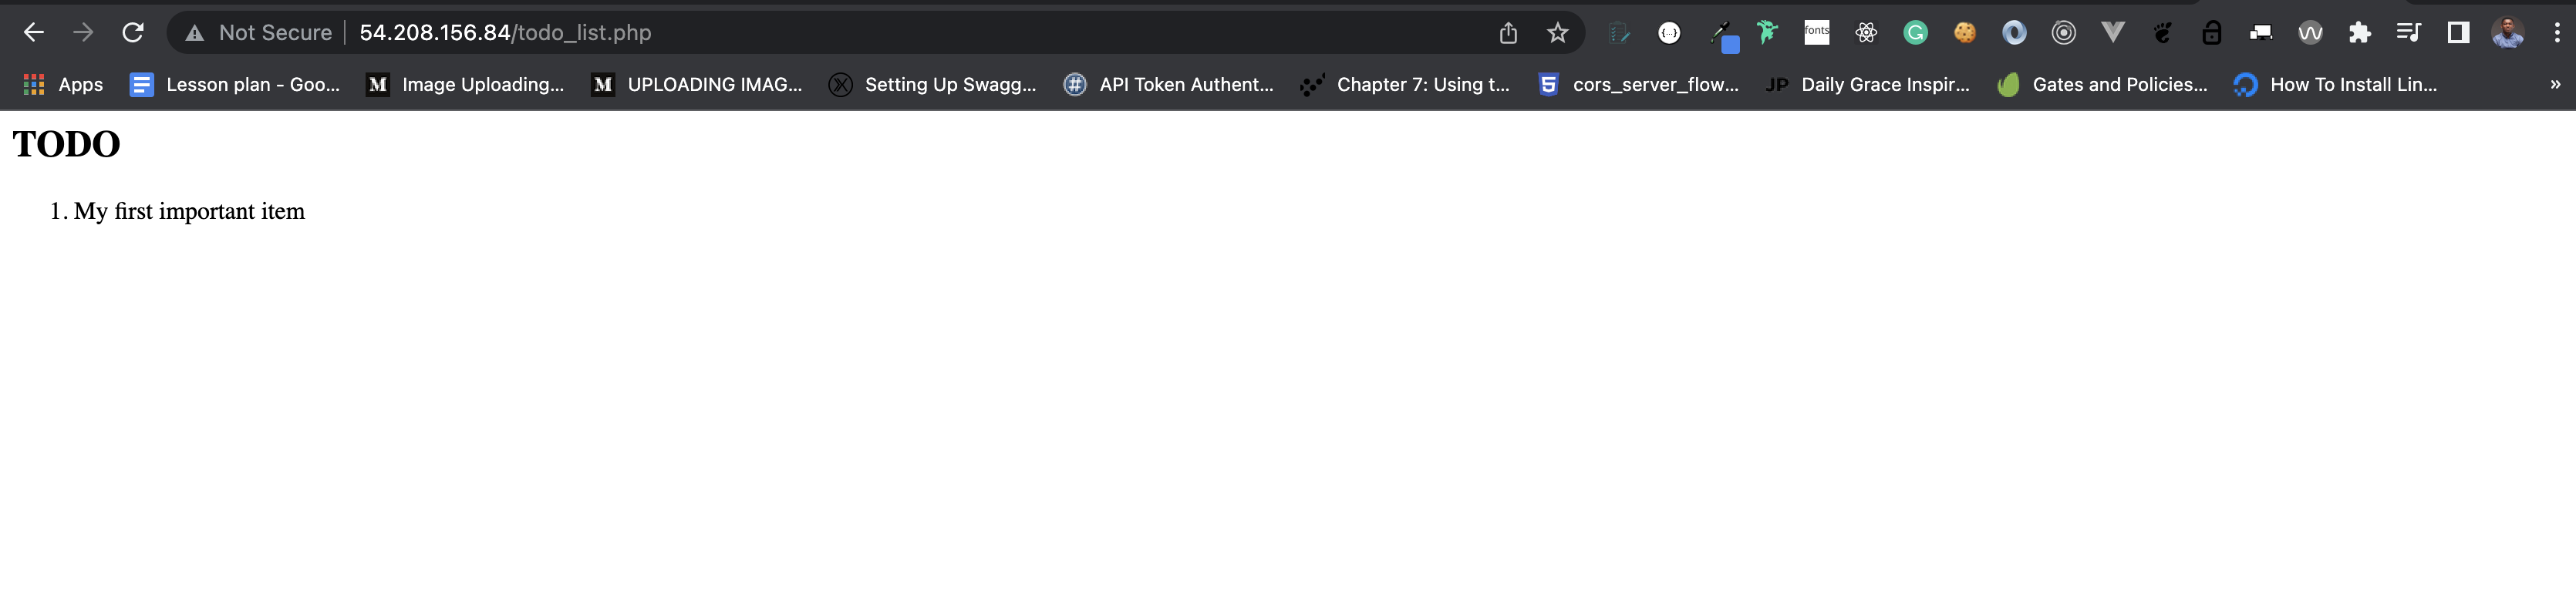 Not Secure 54.208.156.84/todo_list.php
fonts
Apps Lesson plan - Goo... Image Uploading... UPLOADING IMAG... Setting Up Swagg... API Token Authent... Chapter 7: Using t... cors_server_flow... JP Daily Grace Inspir... Gates and Policies... How To Install Lin... »
TODO
1. My first important item